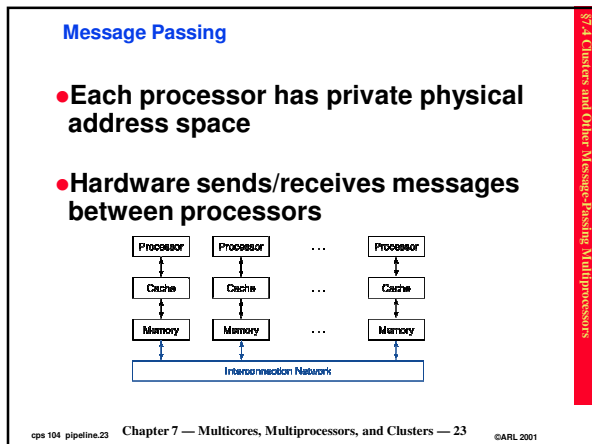 Message Passing
§7.4 Clusters and Other Message-Passing Multiprocessors
●Each processor has private physical
address space
●Hardware sends/receives messages
between processors
Processor Processor . . . Processor
Cache Cache . . . Cache
Memory Memory . . . Memory
Interconnection Network
cps 104 pipeline.23 Chapter 7 — Multicores, Multiprocessors, and Clusters — 23 ©ARL 2001